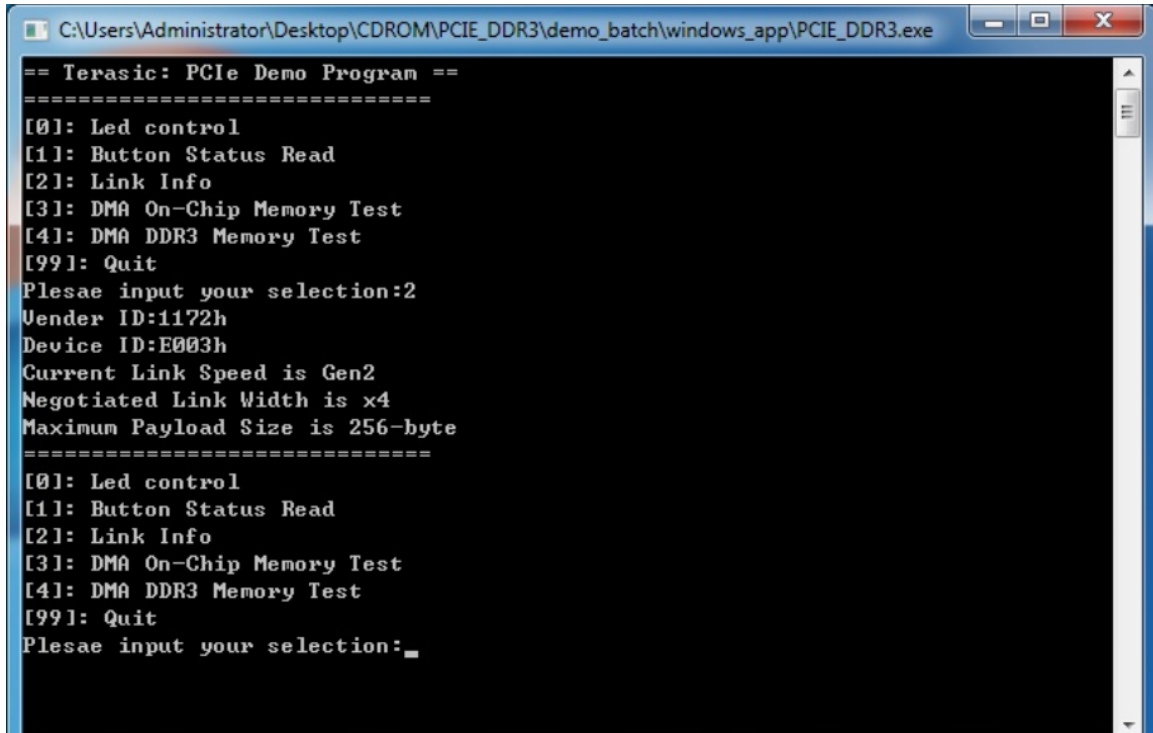 C:\Users\Administrator\Desktop\CDROM\PCIE_DDR3\demo_batch\windows_app\PCIE_DDR3.exe
== Terasic: PCIe Demo Program ==
==============================
[0]: Led control
[1]: Button Status Read
[2]: Link Info
[3]: DMA On-Chip Memory Test
[4]: DMA DDR3 Memory Test
[99]: Quit
Plesae input your selection:2
Vender ID:1172h
Device ID:E003h
Current Link Speed is Gen2
Negotiated Link Width is x4
Maximum Payload Size is 256-byte
==============================
[0]: Led control
[1]: Button Status Read
[2]: Link Info
[3]: DMA On-Chip Memory Test
[4]: DMA DDR3 Memory Test
[99]: Quit
Plesae input your selection:_